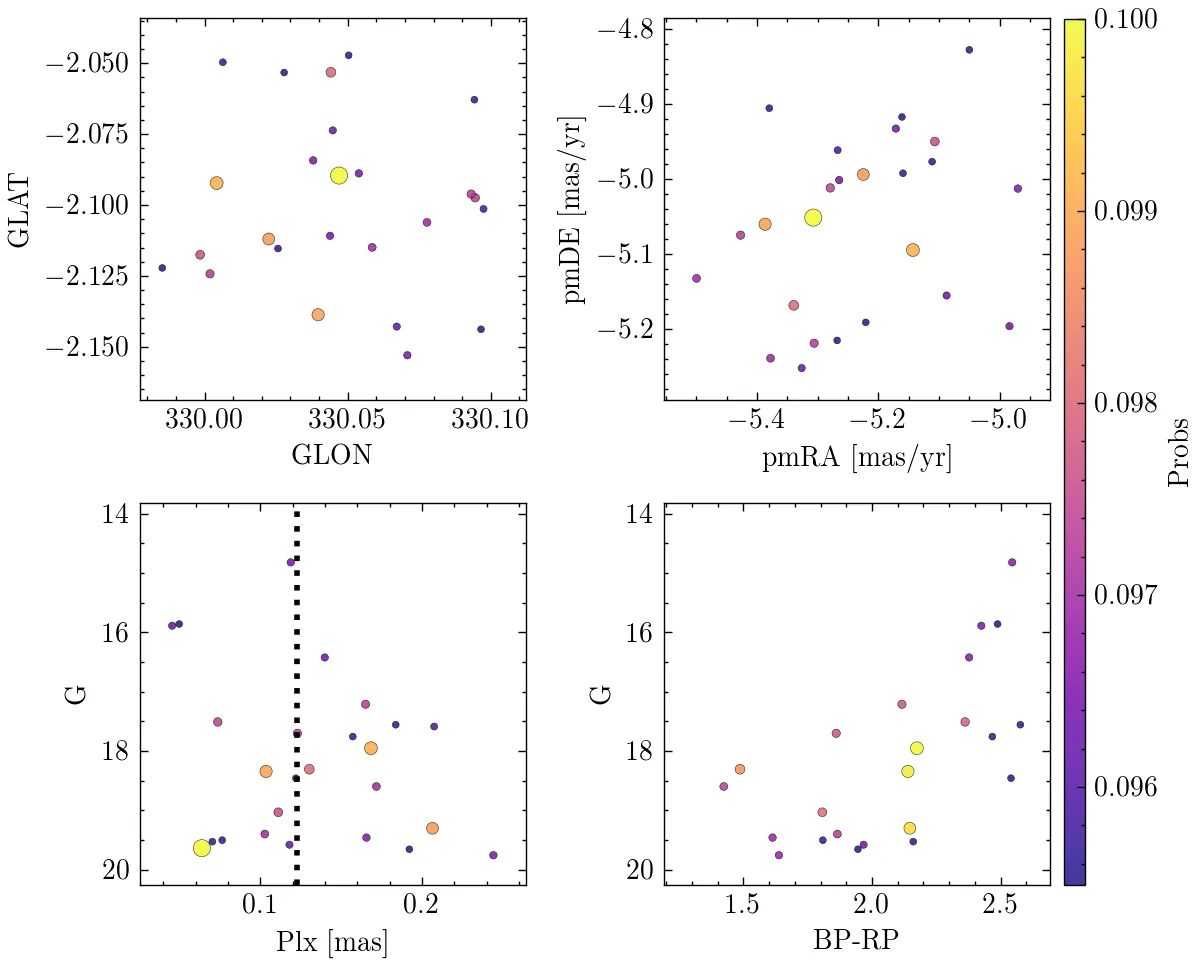 −2.050
−2.075
−2.100
−2.125
−2.150
GLAT
330.00 330.05 330.10
GLON
−4.8
−4.9
−5.0
−5.1
−5.2
pmDE [mas/yr]
−5.4 −5.2 −5.0
pmRA [mas/yr]
0.100
0.099
0.098
0.097
0.096
Probs
14
16
18
20
G
0.1 0.2
Plx [mas]
14
16
18
20
G
1.5 2.0 2.5
BP-RP